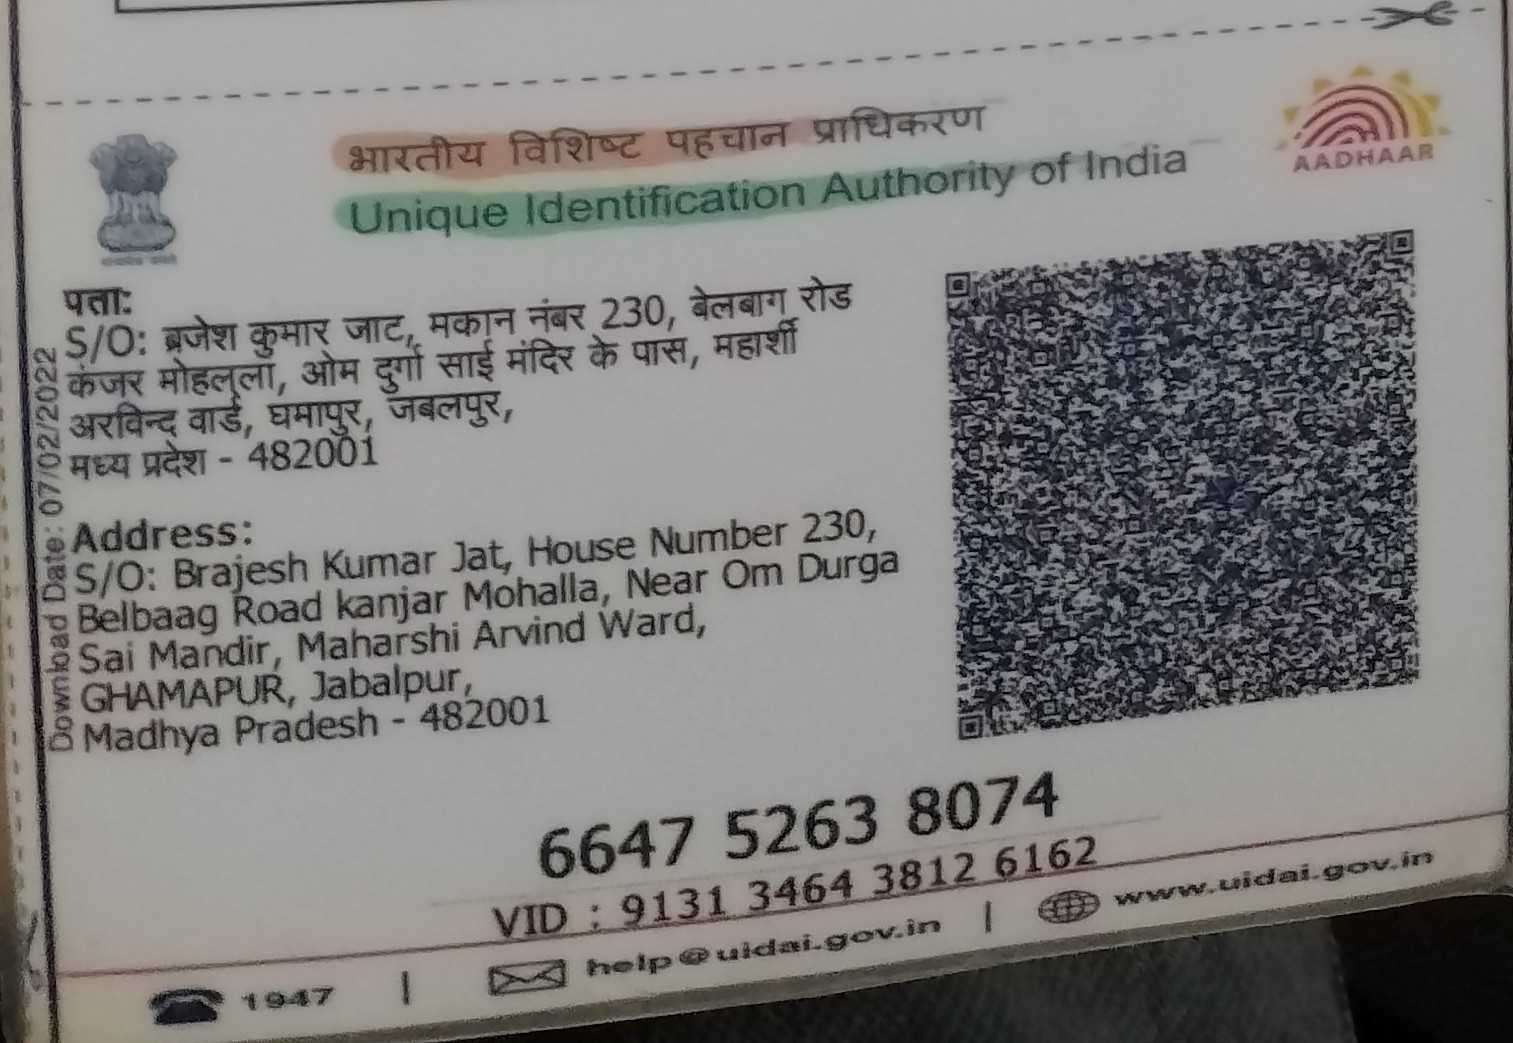 भारतीय विशिष्ट पहचान प्राधिकरण
Unique Identification Authority of India
AADHAAR
पता:
S/O: ब्रजेश कुमार जाट, मकान नंबर 230, बेलबाग रोड
कंजर मोहलूला, ओम दुर्गा साई मंदिर के पास, महार्शी
अरविन्द वार्ड, घमापुर, जबलपुर,
मध्य प्रदेश - 482001
Download Date: 07/02/2022
Address:
S/O: Brajesh Kumar Jat, House Number 230,
Belbaag Road kanjar Mohalla, Near Om Durga
Sai Mandir, Maharshi Arvind Ward,
GHAMAPUR, Jabalpur,
Madhya Pradesh - 482001
6647 5263 8074
VID : 9131 3464 3812 6162
1947 | help@uidai.gov.in | www.uidai.gov.in